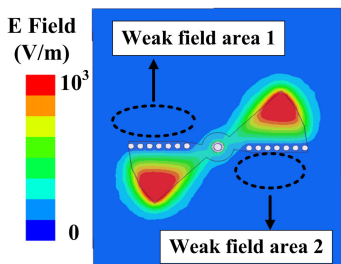 E Field
(V/m)
10³
0
Weak field area 1
Weak field area 2